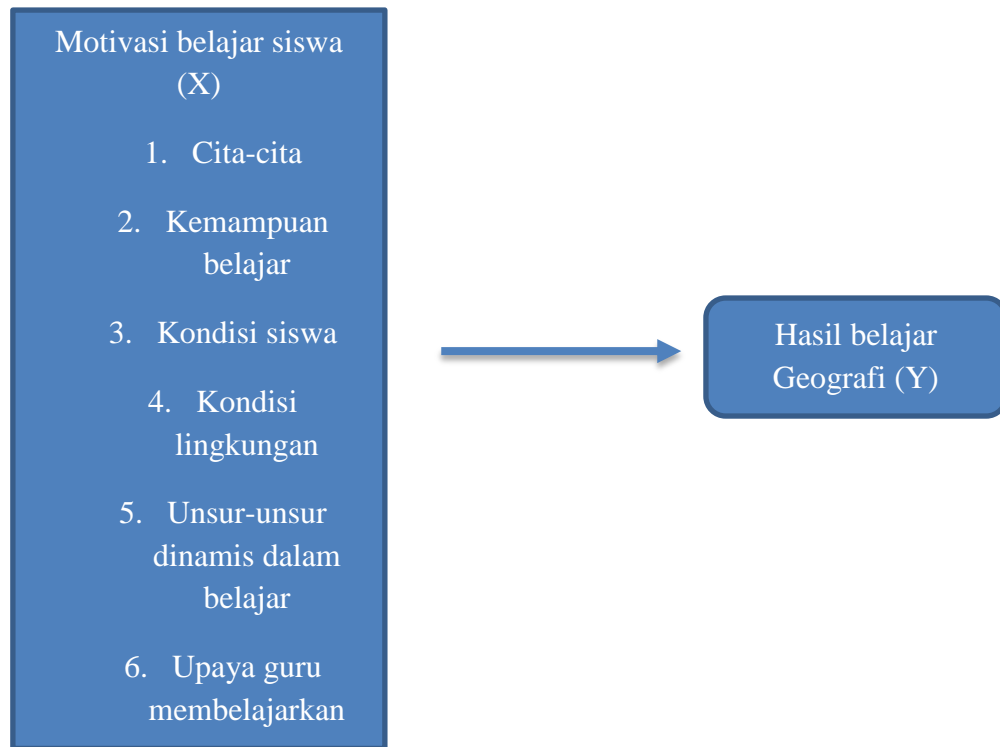 Motivasi belajar siswa
(X)
1. Cita-cita
2. Kemampuan
belajar
3. Kondisi siswa
4. Kondisi
lingkungan
5. Unsur-unsur
dinamis dalam
belajar
6. Upaya guru
membelajarkan
Hasil belajar
Geografi (Y)